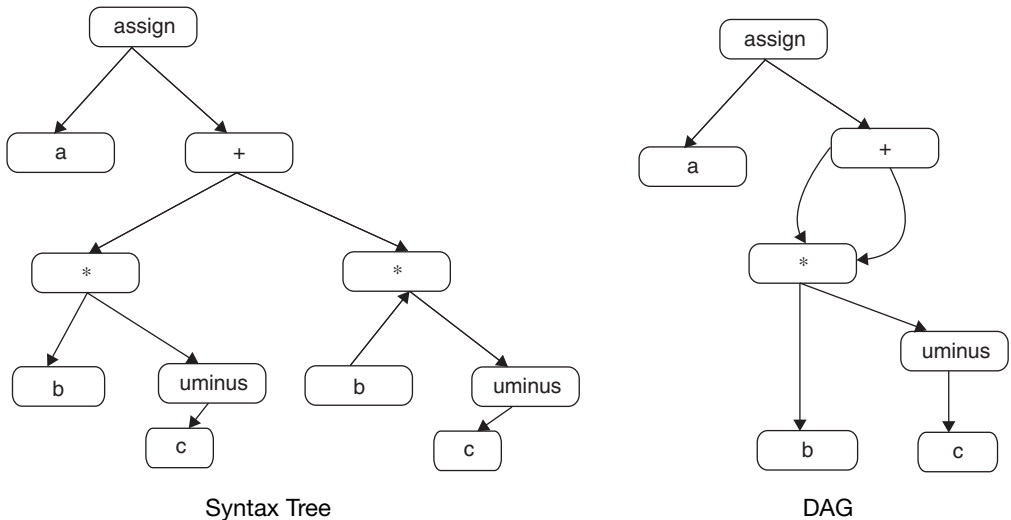 assign
a
+
*
*
b
uminus
c
b
uminus
c
Syntax Tree
assign
a
+
*
uminus
b
c
DAG